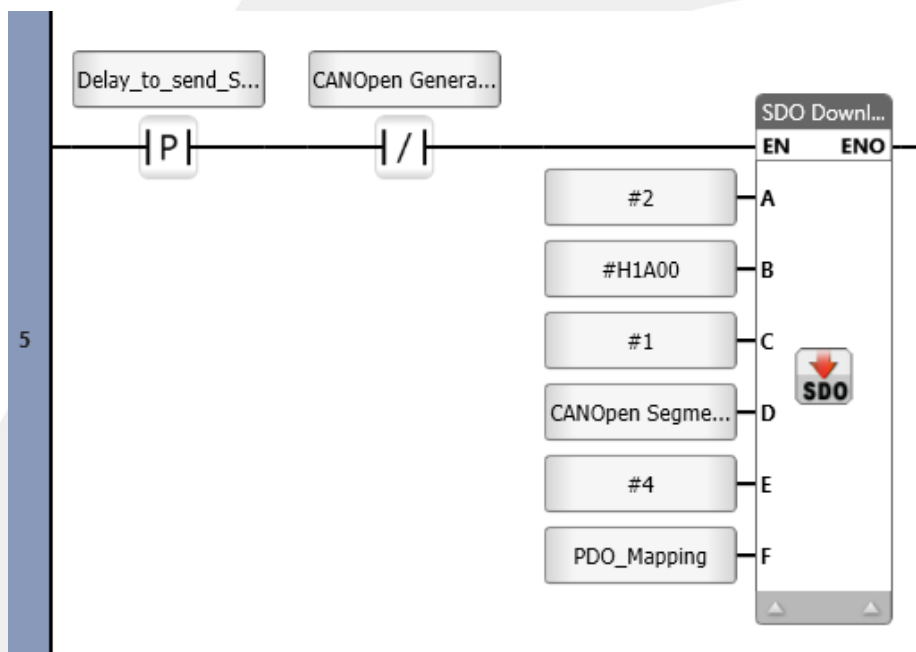 Delay_to_send_S...
CANOpen Genera...
P
/
SDO Downl...
EN ENO
#2 A
#H1A00 B
5
#1 C
SDO
CANOpen Segme... D
#4 E
PDO_Mapping F